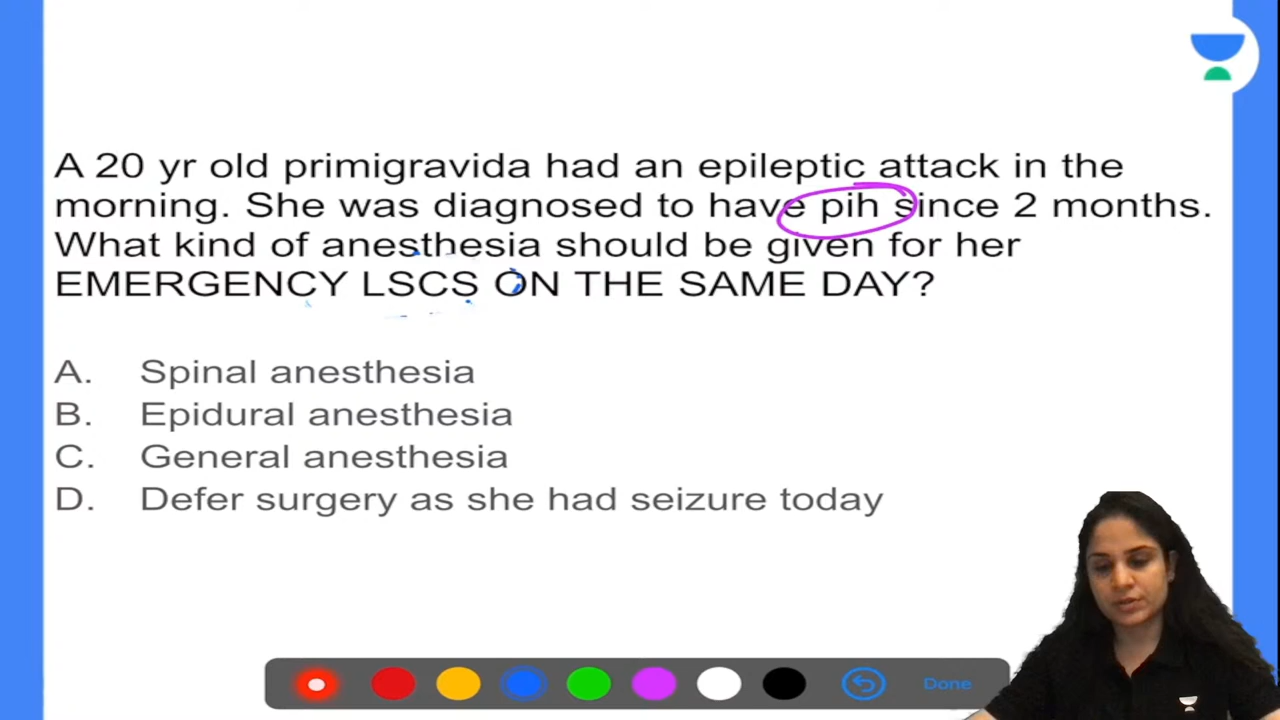 A 20 yr old primigravida had an epileptic attack in the
morning. She was diagnosed to have pih since 2 months.
What kind of anesthesia should be given for her
EMERGENCY LSCS ON THE SAME DAY?
A. Spinal anesthesia
B. Epidural anesthesia
C. General anesthesia
D. Defer surgery as she had seizure today
Done